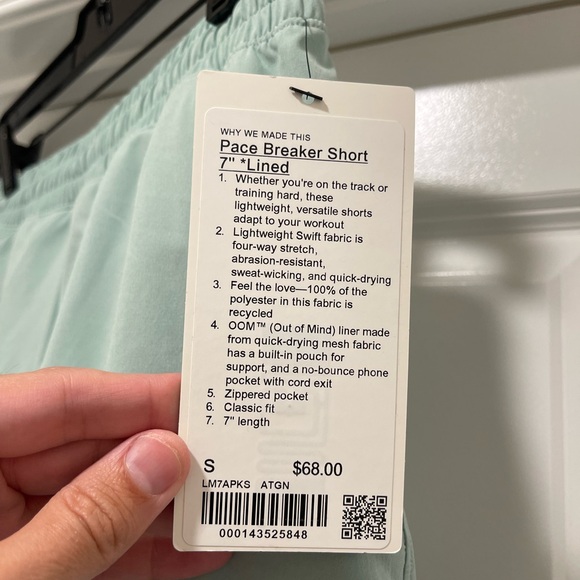 WHY WE MADE THIS
Pace Breaker Short
7" *Lined
1. Whether you're on the track or
training hard, these
lightweight, versatile shorts
adapt to your workout
2. Lightweight Swift fabric is
four-way stretch,
abrasion-resistant,
sweat-wicking, and quick-drying
3. Feel the love—100% of the
polyester in this fabric is
recycled
4. OOM™ (Out of Mind) liner made
from quick-drying mesh fabric
has a built-in pouch for
support, and a no-bounce phone
pocket with cord exit
5. Zippered pocket
6. Classic fit
7. 7" length
S $68.00
LM7APKS ATGN
000143525848